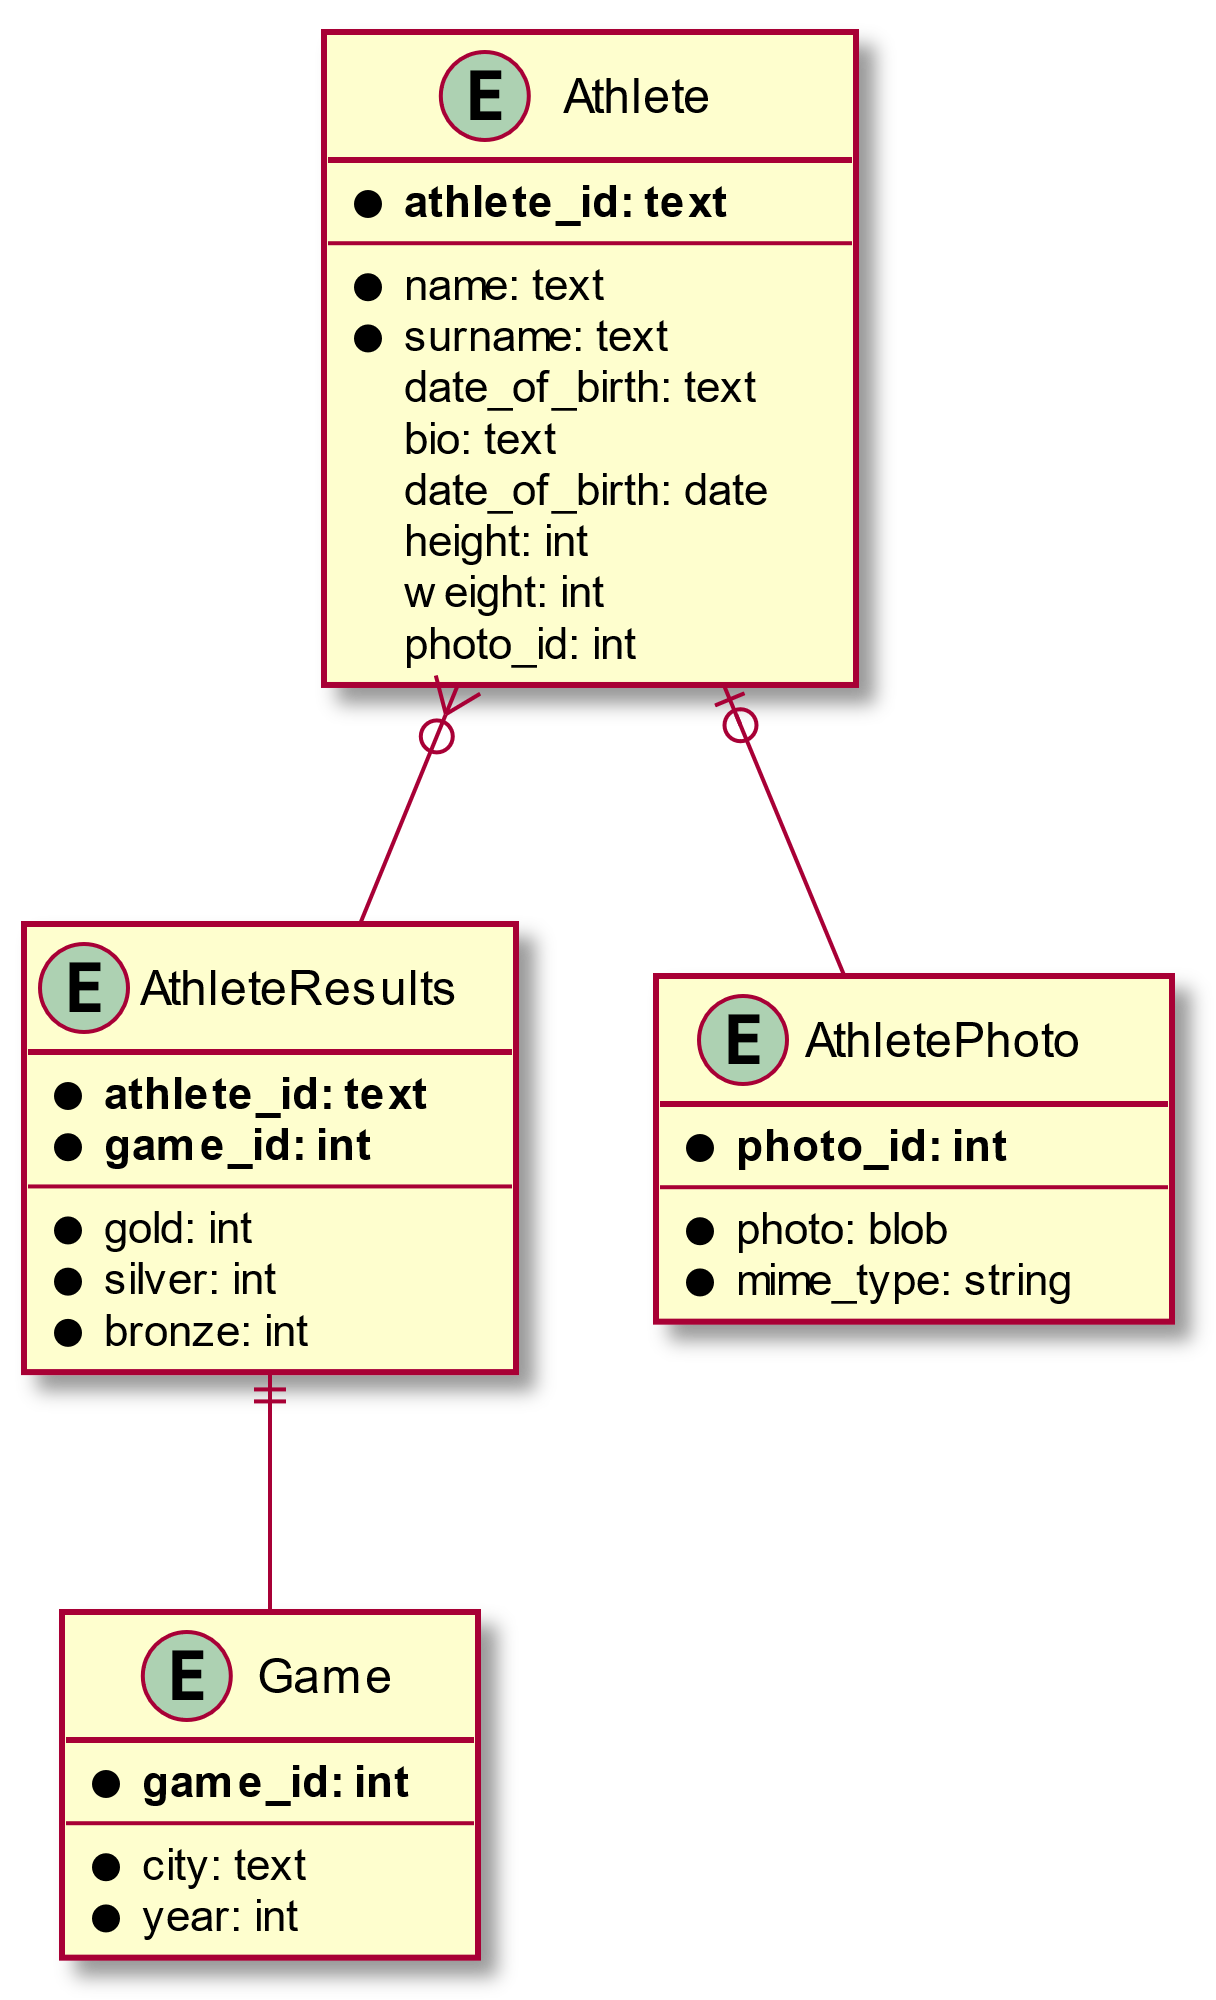 E Athlete
athlete_id: text
name: text
surname: text
date_of_birth: text
bio: text
date_of_birth: date
height: int
weight: int
photo_id: int
E AthleteResults
athlete_id: text
game_id: int
gold: int
silver: int
bronze: int
E AthletePhoto
photo_id: int
photo: blob
mime_type: string
E Game
game_id: int
city: text
year: int